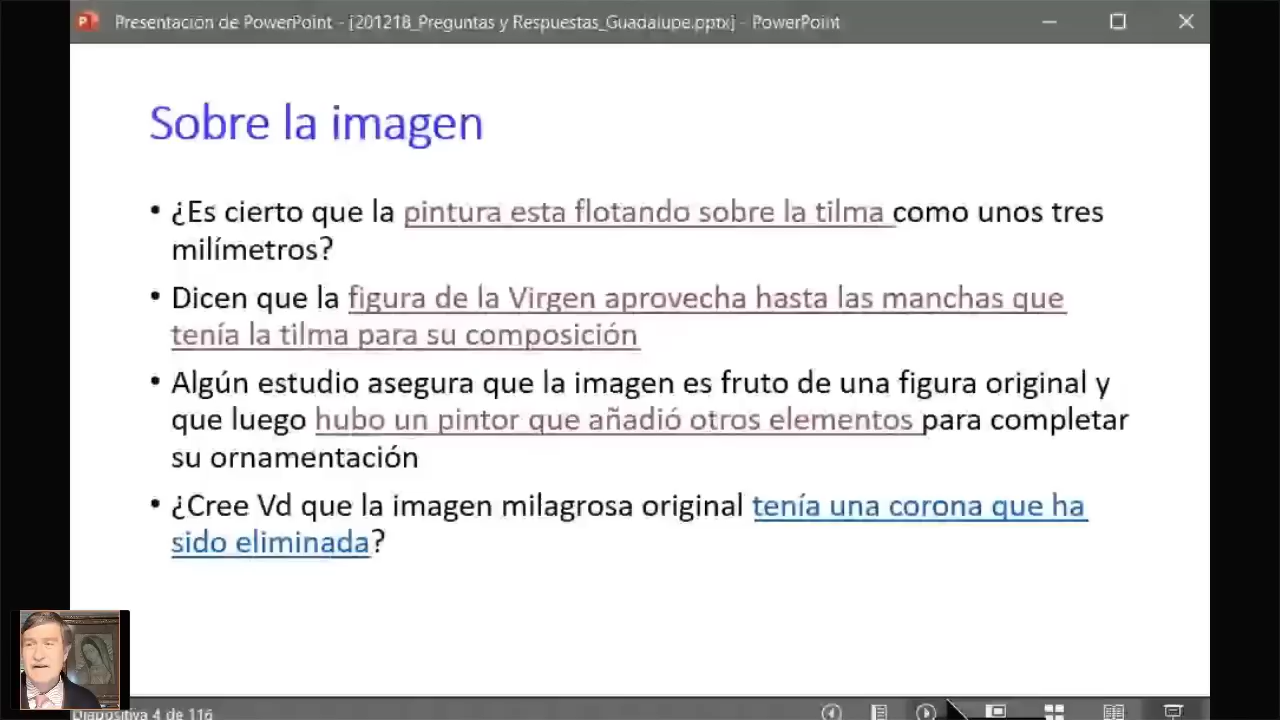 Presentación de PowerPoint - [201218_Preguntas y Respuestas_Guadalupe.pptx] - PowerPoint
Sobre la imagen
• ¿Es cierto que la pintura esta flotando sobre la tilma como unos tres
milímetros?
• Dicen que la figura de la Virgen aprovecha hasta las manchas que
tenía la tilma para su composición
• Algún estudio asegura que la imagen es fruto de una figura original y
que luego hubo un pintor que añadió otros elementos para completar
su ornamentación
• ¿Cree Vd que la imagen milagrosa original tenía una corona que ha
sido eliminada?
Diapositiva 4 de 116